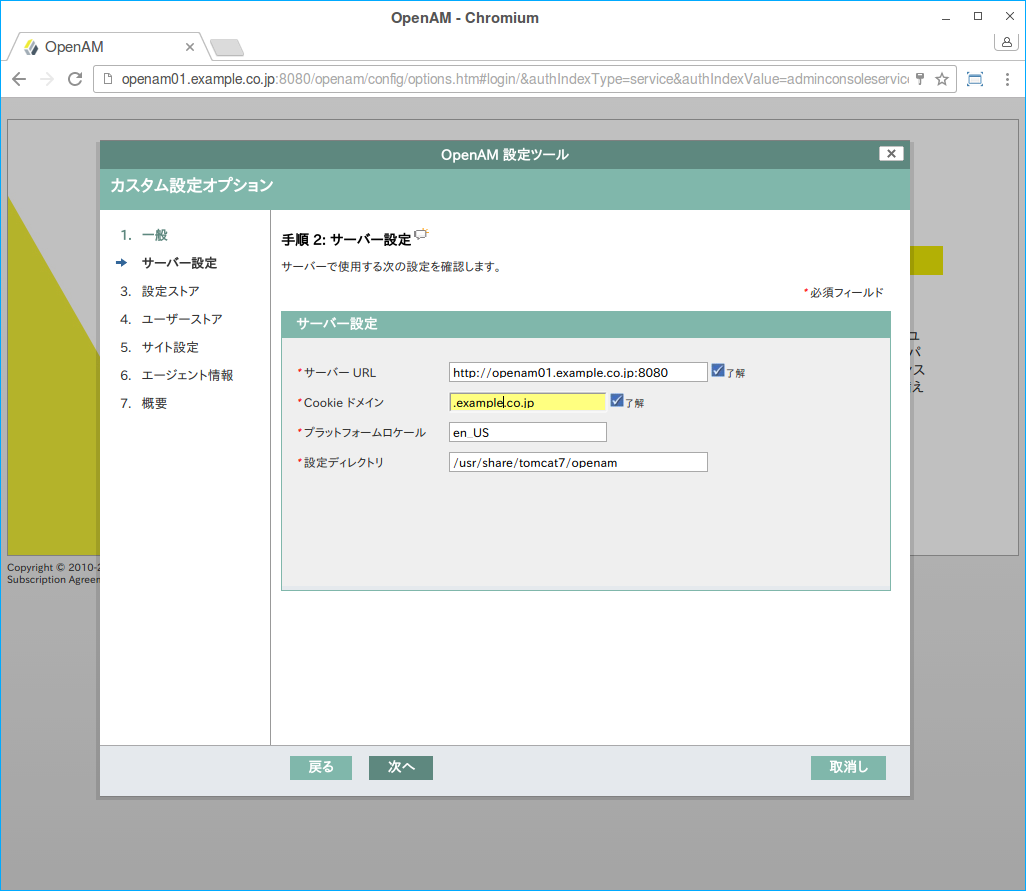 OpenAM - Chromium
OpenAM
openam01.example.co.jp:8080/openam/config/options.htm#login/&authIndexType=service&authIndexValue=adminconsoleservic
OpenAM 設定ツール
カスタム設定オプション
1. 一般
サーバー設定
3. 設定ストア
4. ユーザーストア
5. サイト設定
6. エージェント情報
7. 概要
手順 2: サーバー設定
サーバーで使用する次の設定を確認します。
*必須フィールド
サーバー設定
*サーバー URL
http://openam01.example.co.jp:8080
了解
*Cookie ドメイン
.example.co.jp
了解
*プラットフォームロケール
en_US
*設定ディレクトリ
/usr/share/tomcat7/openam
ユ
パ
ス
え
Copyright © 2010-2
Subscription Agreem
戻る
次へ
取消し